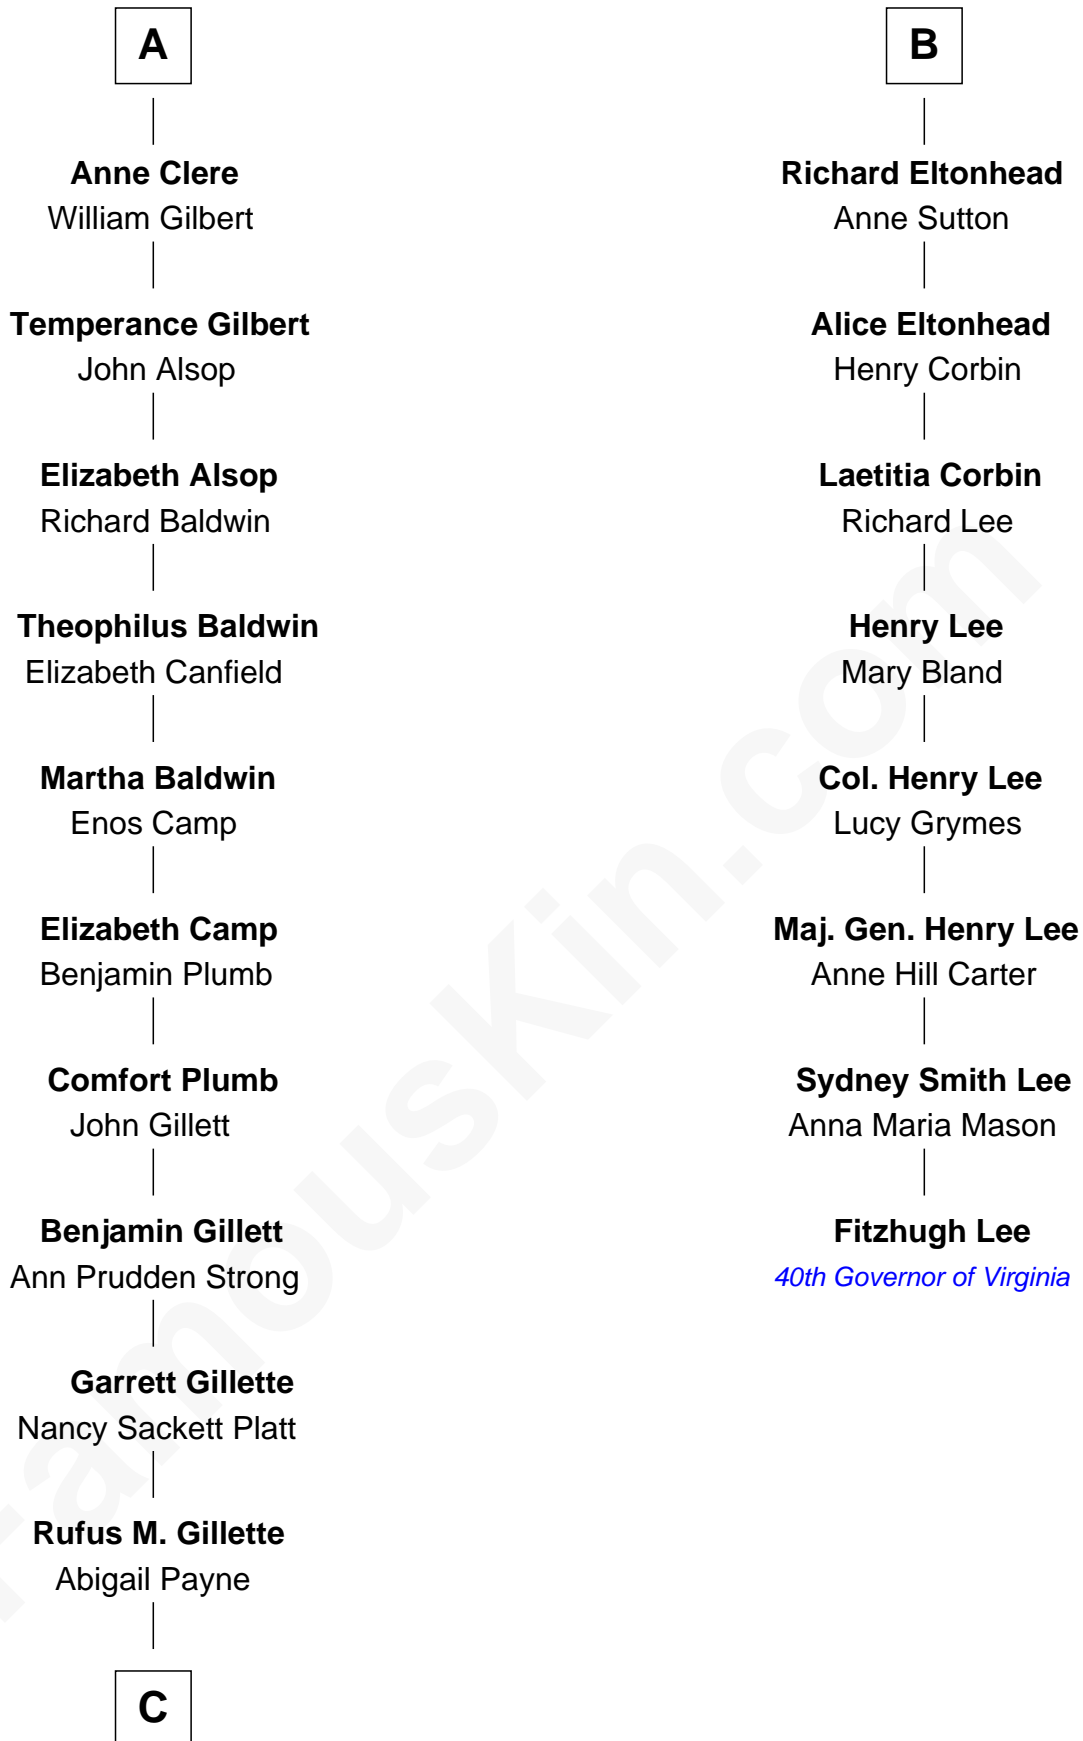 A
Anne Clere
William Gilbert
Temperance Gilbert
John Alsop
Elizabeth Alsop
Richard Baldwin
Theophilus Baldwin
Elizabeth Canfield
Martha Baldwin
Enos Camp
Elizabeth Camp
Benjamin Plumb
Comfort Plumb
John Gillett
Benjamin Gillett
Ann Prudden Strong
Garrett Gillette
Nancy Sackett Platt
Rufus M. Gillette
Abigail Payne
C
B
Richard Eltonhead
Anne Sutton
Alice Eltonhead
Henry Corbin
Laetitia Corbin
Richard Lee
Henry Lee
Mary Bland
Col. Henry Lee
Lucy Grymes
Maj. Gen. Henry Lee
Anne Hill Carter
Sydney Smith Lee
Anna Maria Mason
Fitzhugh Lee
40th Governor of Virginia
FamousKin.com